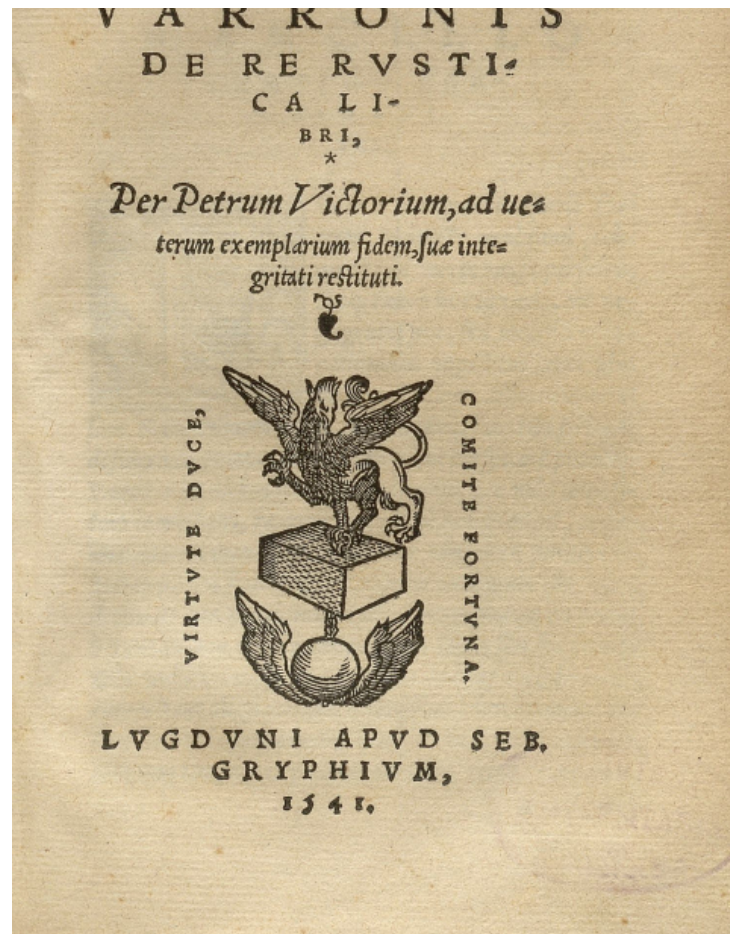 VARRONIS
DE RE RVSTI-
CA LI-
BRI,
*
Per Petrum Victorium, ad ue-
terum exemplarium fidem, suæ inte-
gritati restituti.
VIRTVTE DVCE,
COMITE FORTVNA.
LVGDVNI APVD SEB.
GRYPHIVM,
1541.